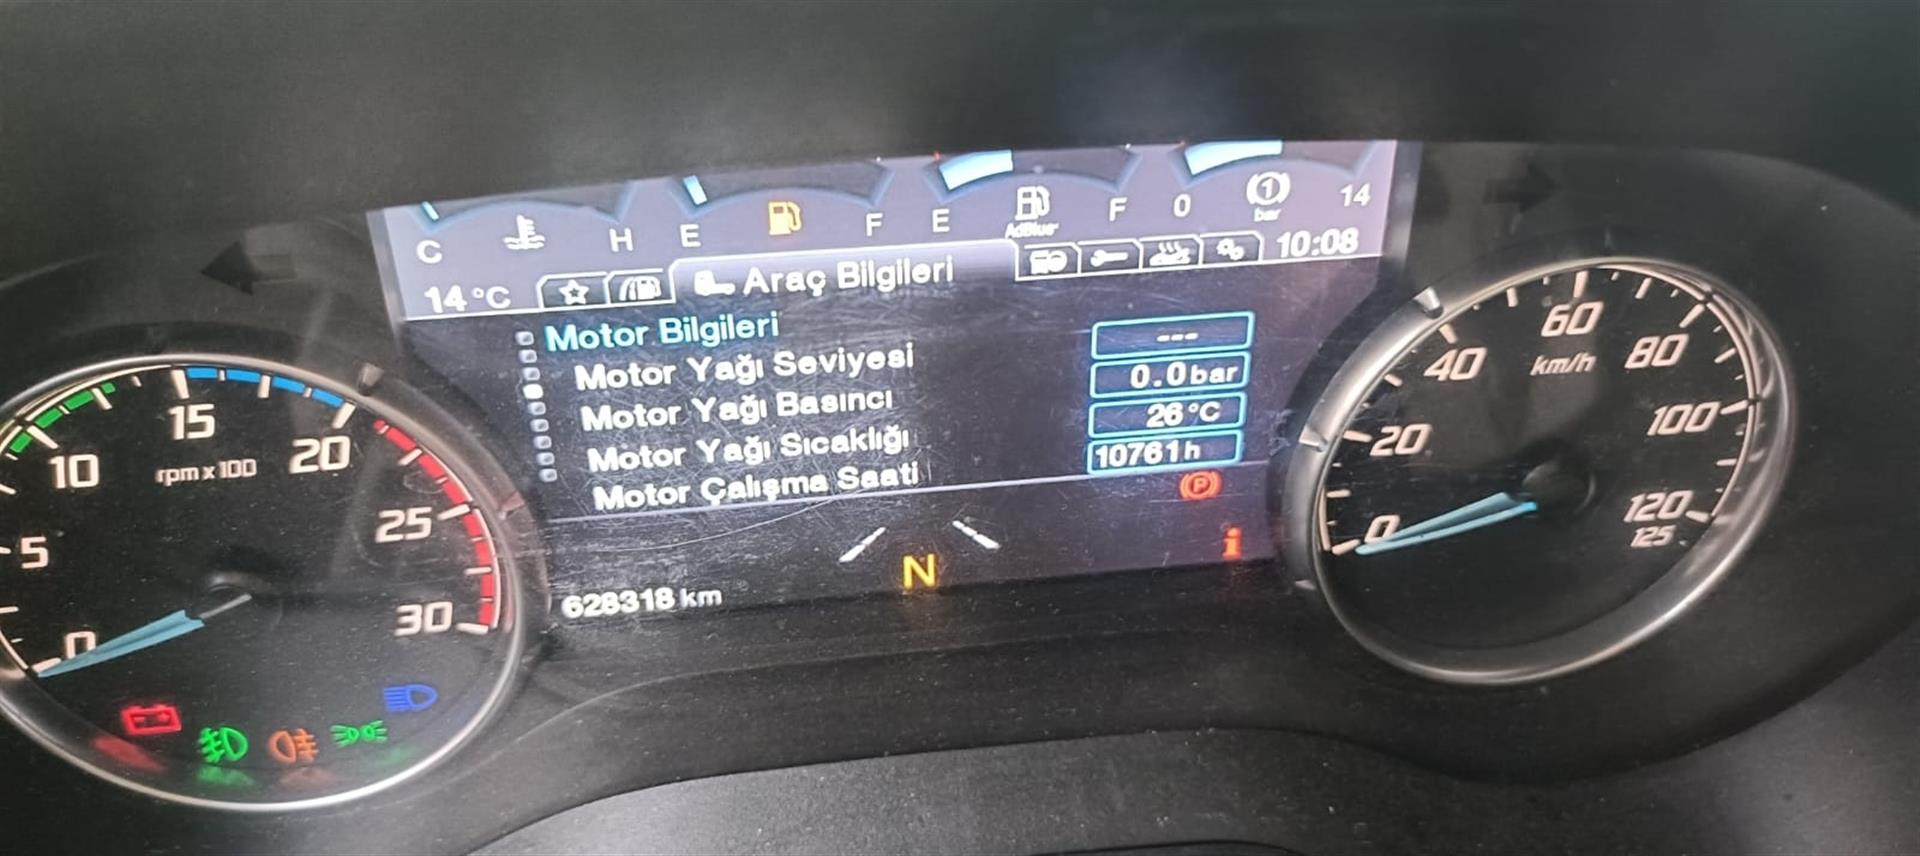 C H E F E AdBlue F 0 bar 14
14 °C Araç Bilgileri 10:08
Motor Bilgileri
Motor Yağı Seviyesi ---
Motor Yağı Basıncı 0.0 bar
Motor Yağı Sıcaklığı 26 °C
Motor Çalışma Saati 10761 h
P
i
N
628318 km
0 5 10 15 20 25 30
rpm x 100
0 20 40 60 80 100 120 125
km/h